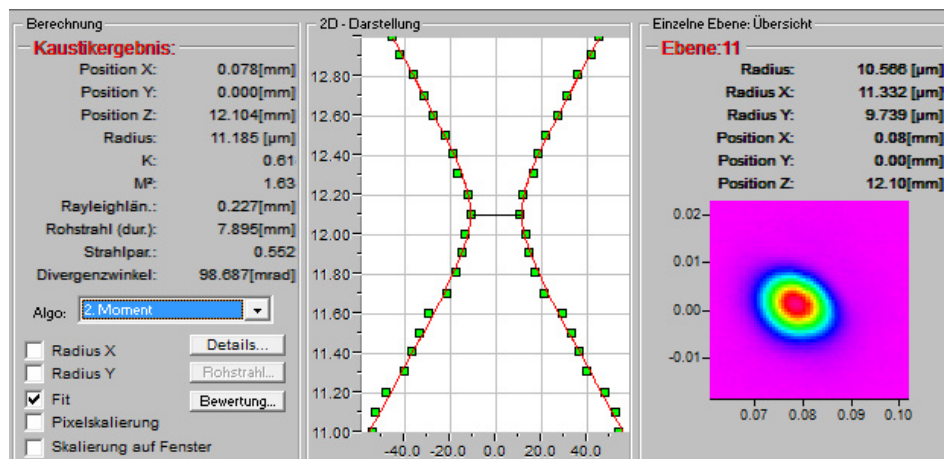 Berechnung
Kaustikergebnis:
Position X: 0.078[mm]
Position Y: 0.000[mm]
Position Z: 12.104[mm]
Radius: 11.185 [µm]
K: 0.61
M²: 1.63
Rayleighlän.: 0.227[mm]
Rohstrahl (dur.): 7.895[mm]
Strahlpar.: 0.552
Divergenzwinkel: 98.687[mrad]
Algo: 2. Moment
Radius X
Details...
Radius Y
Rohstrahl...
Fit
Bewertung...
Pixelskalierung
Skalierung auf Fenster
2D - Darstellung
12.80
12.60
12.40
12.20
12.00
11.80
11.60
11.40
11.20
11.00
-40.0 -20.0 0.0 20.0 40.0
Einzelne Ebene: Übersicht
Ebene:11
Radius: 10.566 [µm]
Radius X: 11.332 [µm]
Radius Y: 9.739 [µm]
Position X: 0.08[mm]
Position Y: 0.00[mm]
Position Z: 12.10[mm]
0.02
0.01
0.00
-0.01
0.07 0.08 0.09 0.10